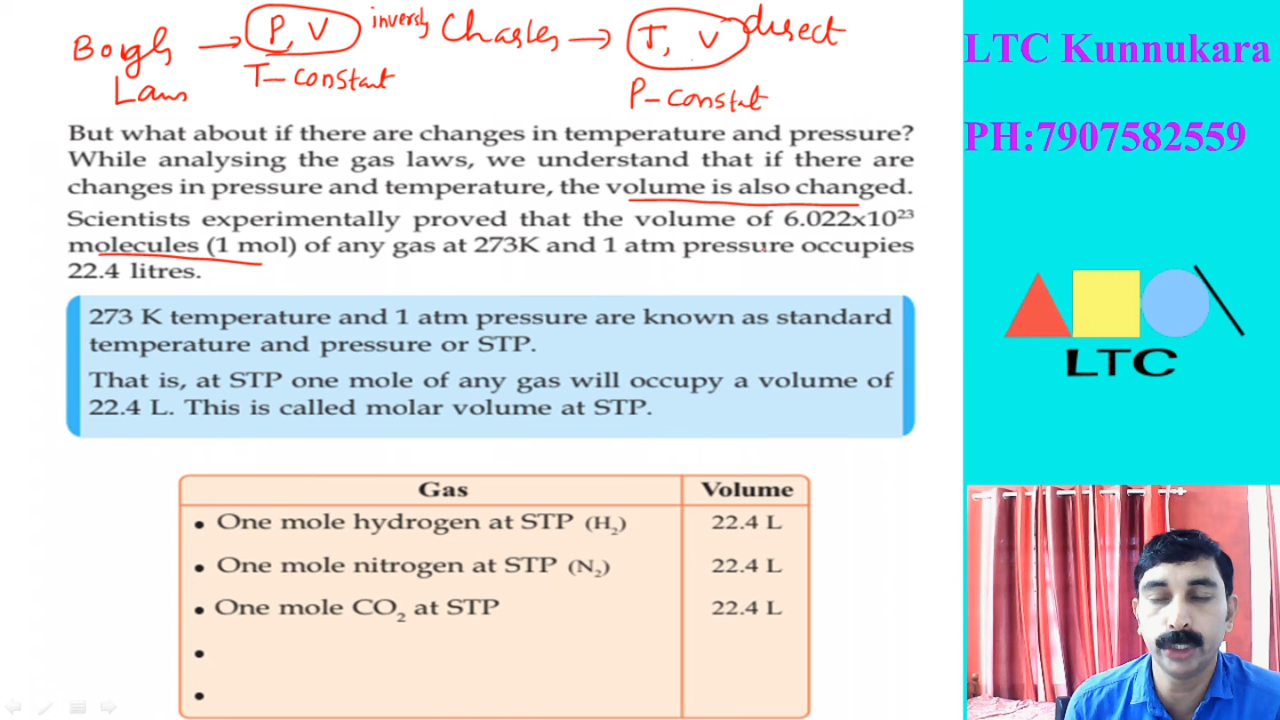 Boyls → P, V inversly Charles → T, V direct
Law T- constant P- constat
LTC Kunnukara
PH:7907582559
But what about if there are changes in temperature and pressure?
While analysing the gas laws, we understand that if there are
changes in pressure and temperature, the volume is also changed.
Scientists experimentally proved that the volume of 6.022x10²³
molecules (1 mol) of any gas at 273K and 1 atm pressure occupies
22.4 litres.
273 K temperature and 1 atm pressure are known as standard
temperature and pressure or STP.
That is, at STP one mole of any gas will occupy a volume of
22.4 L. This is called molar volume at STP.
LTC
Gas Volume
• One mole hydrogen at STP (H₂) 22.4 L
• One mole nitrogen at STP (N₂) 22.4 L
• One mole CO₂ at STP 22.4 L
•
•